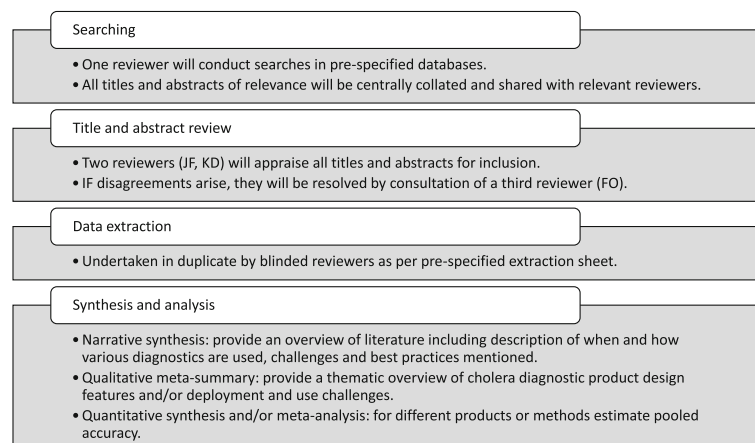 Searching
• One reviewer will conduct searches in pre-specified databases.
• All titles and abstracts of relevance will be centrally collated and shared with relevant reviewers.
Title and abstract review
• Two reviewers (JF, KD) will appraise all titles and abstracts for inclusion.
• IF disagreements arise, they will be resolved by consultation of a third reviewer (FO).
Data extraction
• Undertaken in duplicate by blinded reviewers as per pre-specified extraction sheet.
Synthesis and analysis
• Narrative synthesis: provide an overview of literature including description of when and how
various diagnostics are used, challenges and best practices mentioned.
• Qualitative meta-summary: provide a thematic overview of cholera diagnostic product design
features and/or deployment and use challenges.
• Quantitative synthesis and/or meta-analysis: for different products or methods estimate pooled
accuracy.